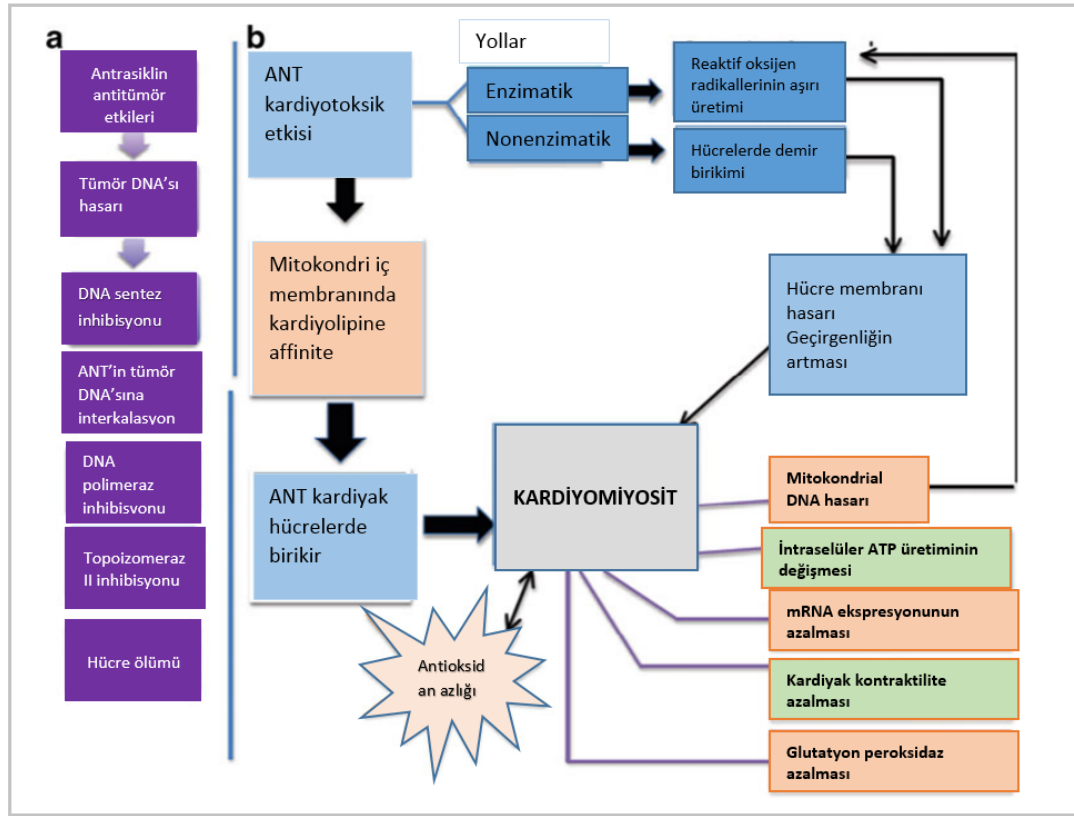 a
Antrasiklin
antitümör
etkileri
Tümör DNA'sı
hasarı
DNA sentez
inhibisyonu
ANT'in tümör
DNA'sına
interkalasyon
DNA
polimeraz
inhibisvonu
Topoizomeraz
II inhibisyonu
Hücre ölümü
b
ANT
kardiyotoksik
etkisi
Yollar
Enzimatik
Nonenzimatik
Reaktif oksijen
radikallerinin aşırı
üretimi
Hücrelerde demir
birikimi
Mitokondri iç
membranında
kardiyolipine
affinite
Hücre membranı
hasarı
Geçirgenliğin
artması
ANT kardiyak
hücrelerde
birikir
KARDİYOMİYOSİT
Antioksid
an azlığı
Mitokondrial
DNA hasarı
İntraselüler ATP üretiminin
değişmesi
mRNA ekspresyonunun
azalması
Kardiyak kontraktilite
azalması
Glutatyon peroksidaz
azalması